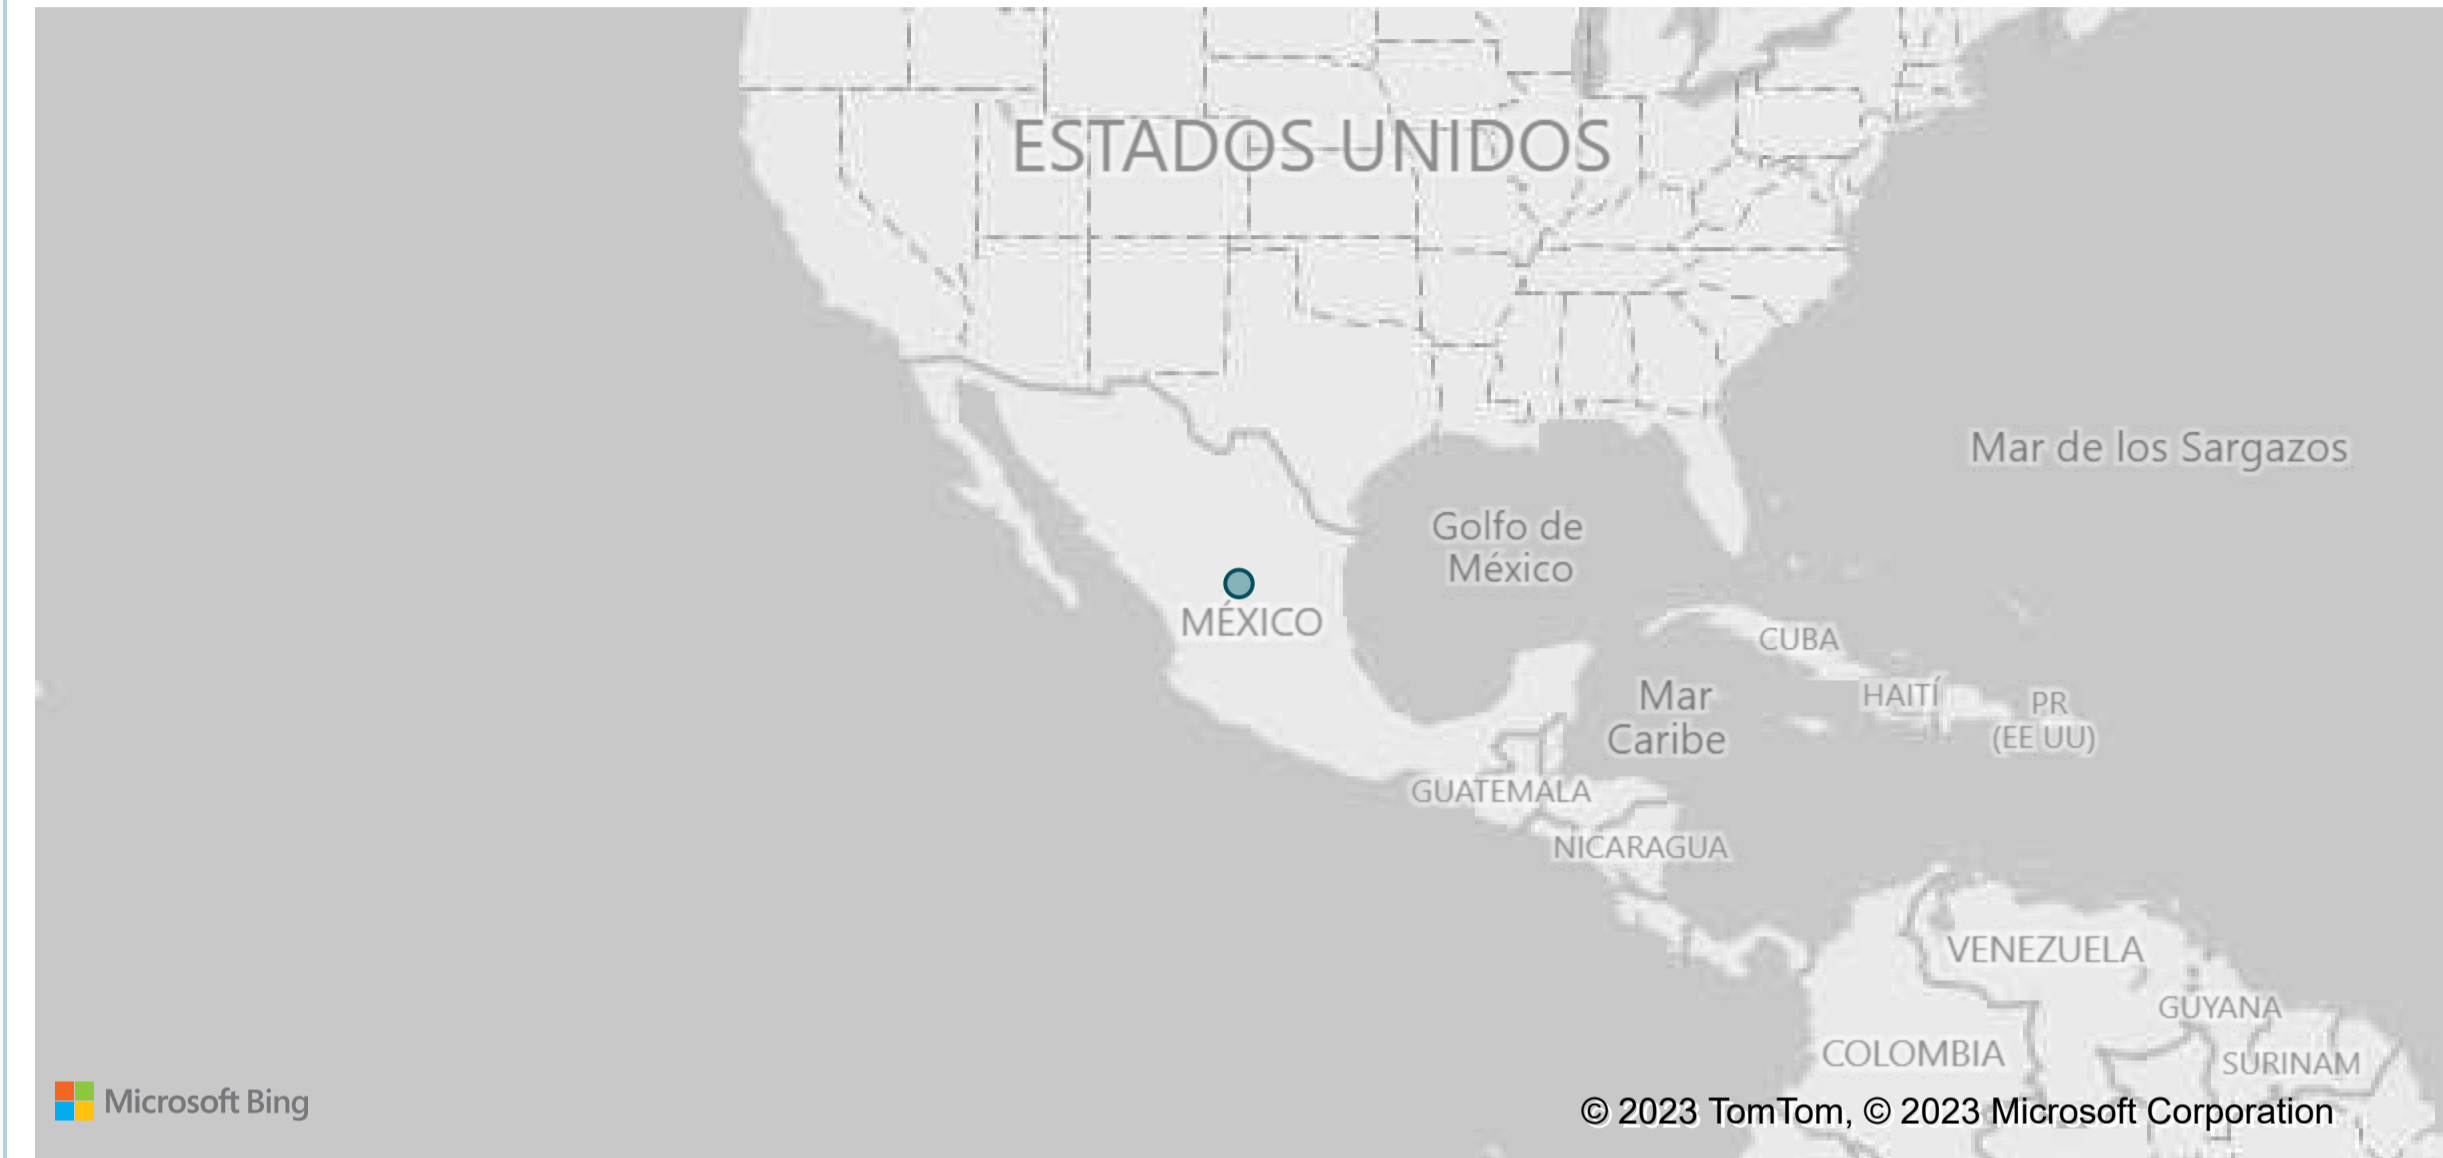 ESTADOS UNIDOS
Mar de los Sargazos
Golfo de
México
MÉXICO
CUBA
HAITÍ
PR
(EE UU)
Mar
Caribe
GUATEMALA
NICARAGUA
VENEZUELA
GUYANA
COLOMBIA
SURINAM
Microsoft Bing
© 2023 TomTom, © 2023 Microsoft Corporation